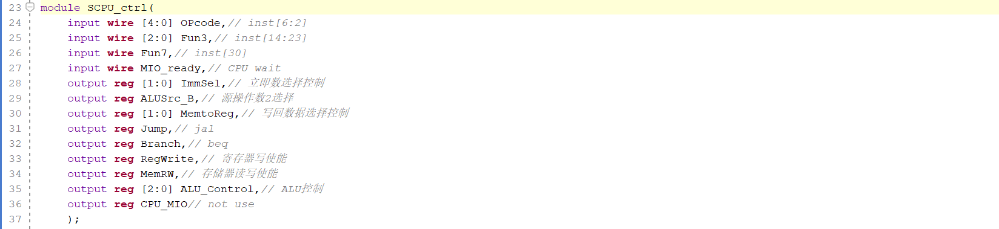 23 module SCPU_ctrl(
24 input wire [4:0] OPcode,// inst[6:2]
25 input wire [2:0] Fun3,// inst[14:23]
26 input wire Fun7,// inst[30]
27 input wire MIO_ready,// CPU wait
28 output reg [1:0] ImmSel,// 立即数选择控制
29 output reg ALUSrc_B,// 源操作数2选择
30 output reg [1:0] MemtoReg,// 写回数据选择控制
31 output reg Jump,// jal
32 output reg Branch,// beq
33 output reg RegWrite,// 寄存器写使能
34 output reg MemRW,// 存储器读写使能
35 output reg [2:0] ALU_Control,// ALU控制
36 output reg CPU_MIO// not use
37 );